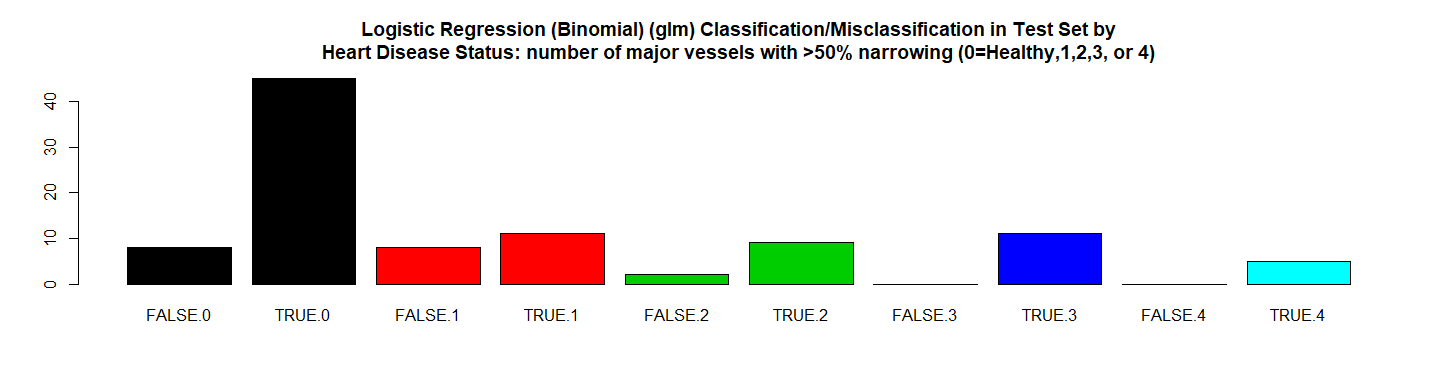 Logistic Regression (Binomial) (glm) Classification/Misclassification in Test Set by
Heart Disease Status: number of major vessels with >50% narrowing (0=Healthy,1,2,3, or 4)
40
30
20
10
0
FALSE.0 TRUE.0 FALSE.1 TRUE.1 FALSE.2 TRUE.2 FALSE.3 TRUE.3 FALSE.4 TRUE.4